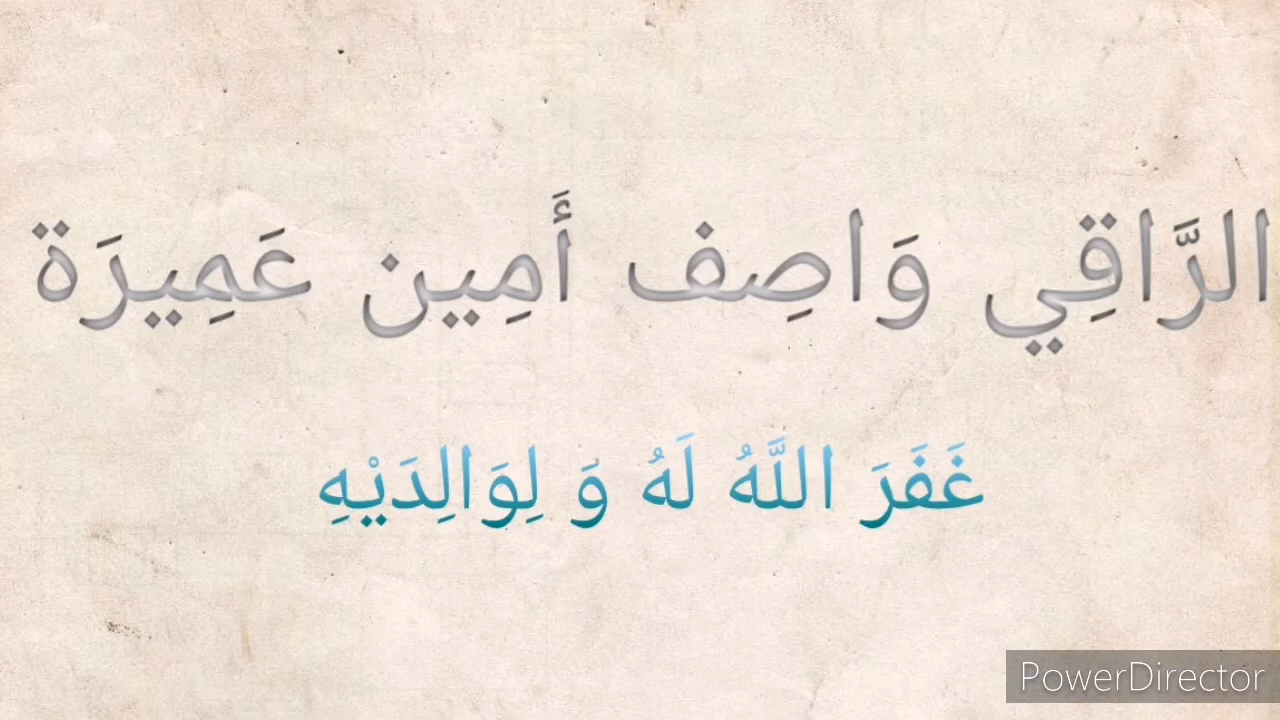 الرَّاقِي وَاصِف أَمِين عَمِيرَة
غَفَرَ اللَّهُ لَهُ وَ لِوَالِدَيْهِ
PowerDirector